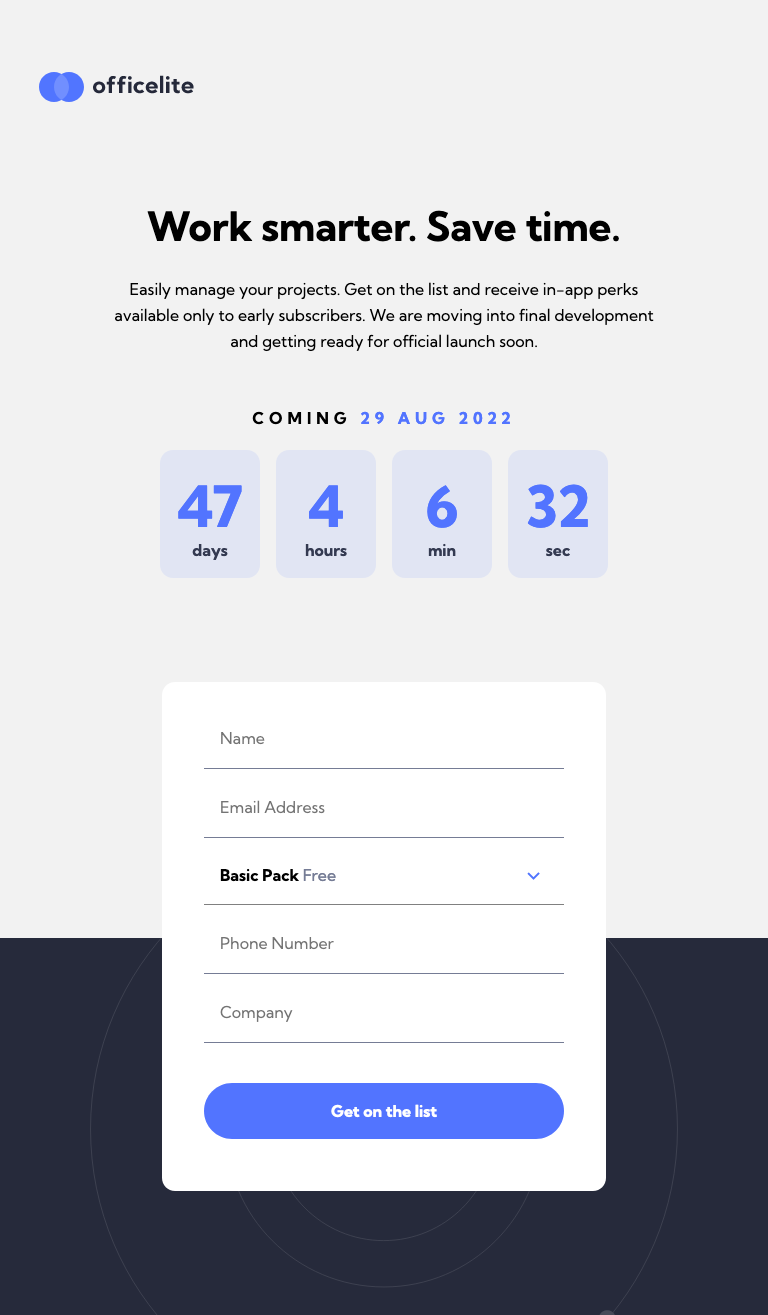 officelite
Work smarter. Save time.
Easily manage your projects. Get on the list and receive in-app perks
available only to early subscribers. We are moving into final development
and getting ready for official launch soon.
COMING 29 AUG 2022
47 4 6 32
days hours min sec
Name
Email Address
Basic Pack Free
Phone Number
Company
Get on the list